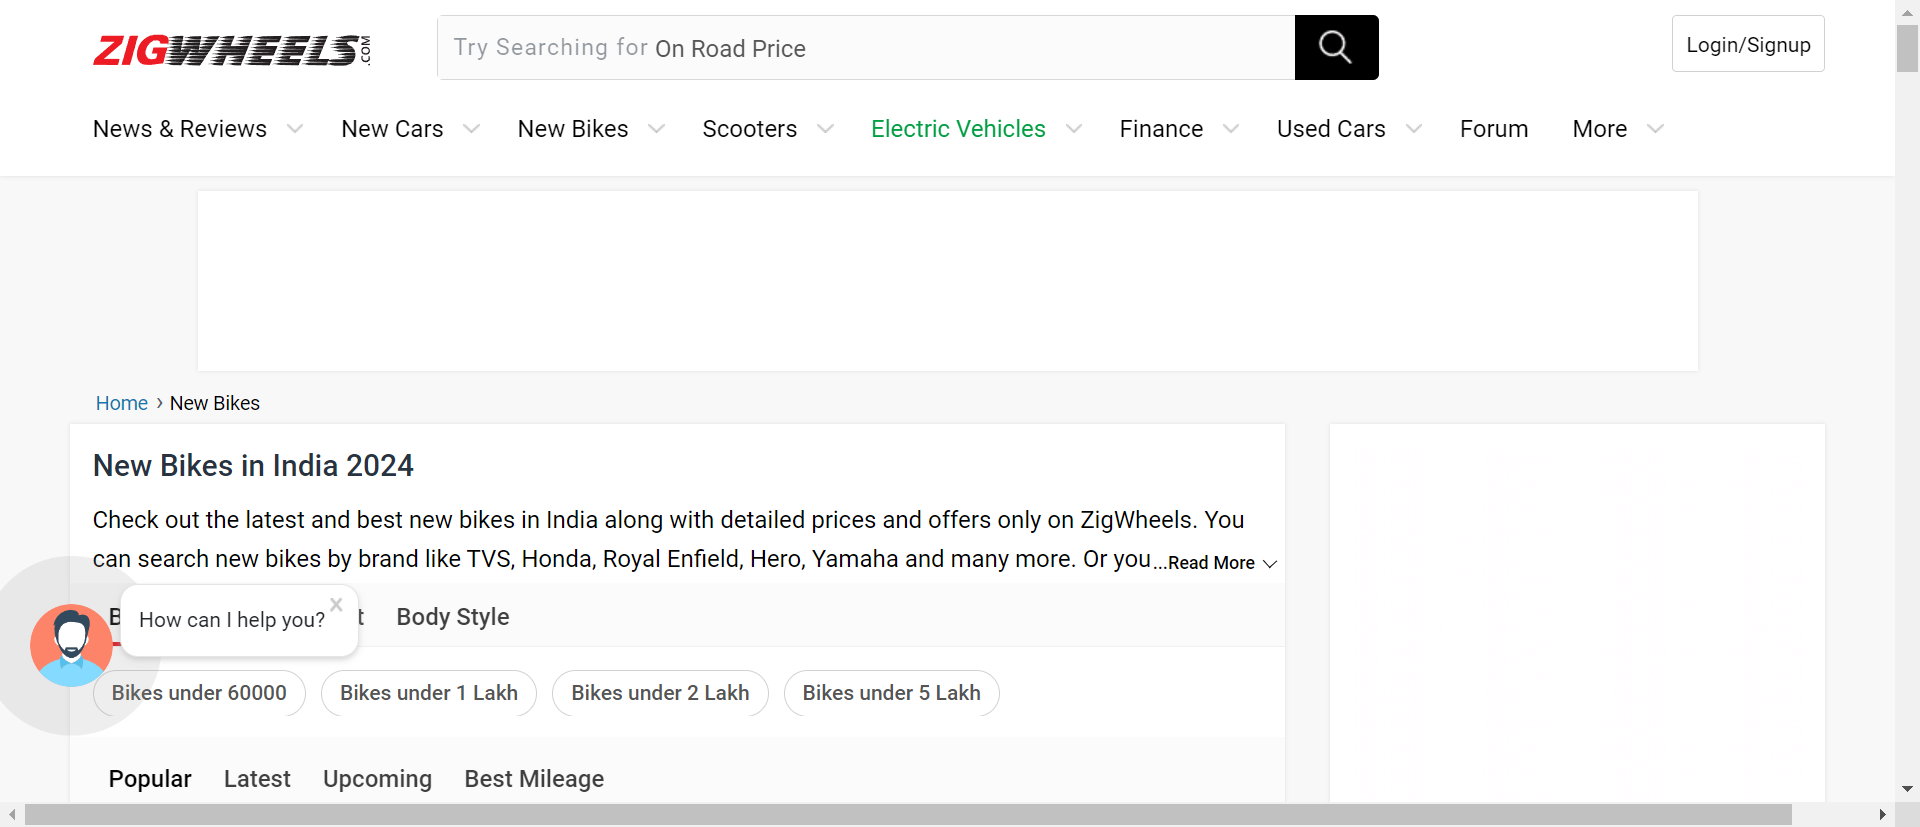 ZIGWHEELS.COM
Try Searching for On Road Price
Login/Signup
News & Reviews New Cars New Bikes Scooters Electric Vehicles Finance Used Cars Forum More
Home › New Bikes
New Bikes in India 2024
Check out the latest and best new bikes in India along with detailed prices and offers only on ZigWheels. You
can search new bikes by brand like TVS, Honda, Royal Enfield, Hero, Yamaha and many more. Or you...Read More
How can I help you? x
Body Style
Bikes under 60000 Bikes under 1 Lakh Bikes under 2 Lakh Bikes under 5 Lakh
Popular Latest Upcoming Best Mileage